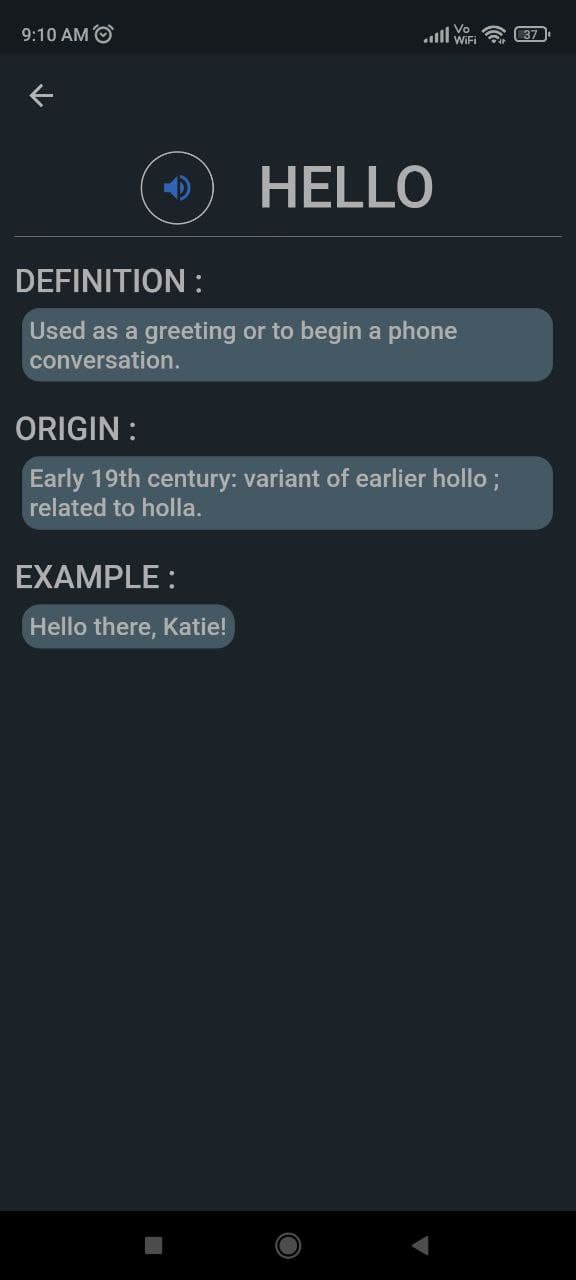 9:10 AM
Vo
WiFi
37
HELLO
DEFINITION :
Used as a greeting or to begin a phone
conversation.
ORIGIN :
Early 19th century: variant of earlier hollo ;
related to holla.
EXAMPLE :
Hello there, Katie!